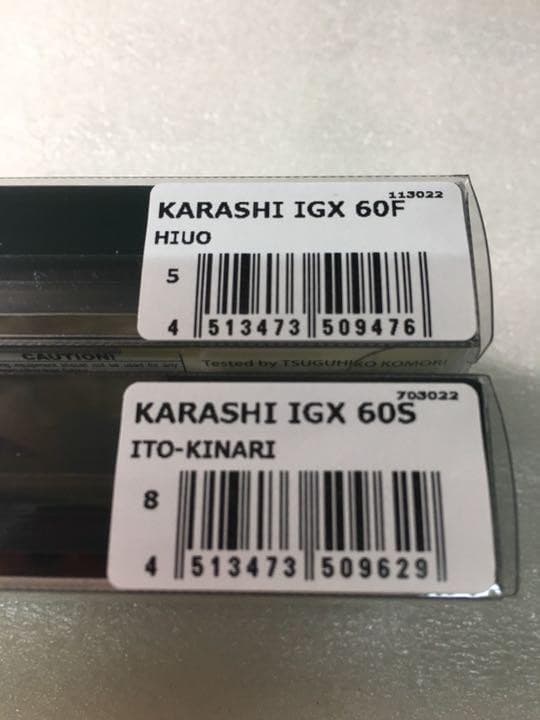 113022
KARASHI IGX 60F
HIUO
5
4 513473 509476
CAUTION!
Tested by TSUGUHIKO KOMORI
703022
KARASHI IGX 60S
ITO-KINARI
8
4 513473 509629